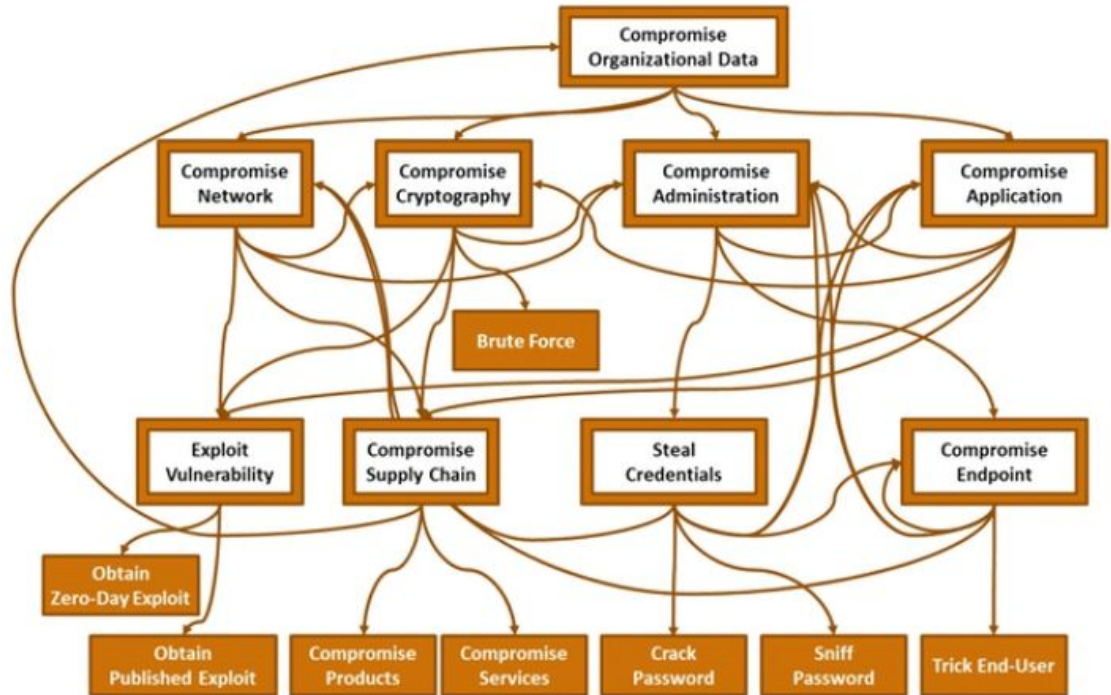 Compromise
Organizational Data
Compromise
Network
Compromise
Cryptography
Compromise
Administration
Compromise
Application
Brute Force
Exploit
Vulnerability
Compromise
Supply Chain
Steal
Credentials
Compromise
Endpoint
Obtain
Zero-Day Exploit
Obtain
Published Exploit
Compromise
Products
Compromise
Services
Crack
Password
Sniff
Password
Trick End-User